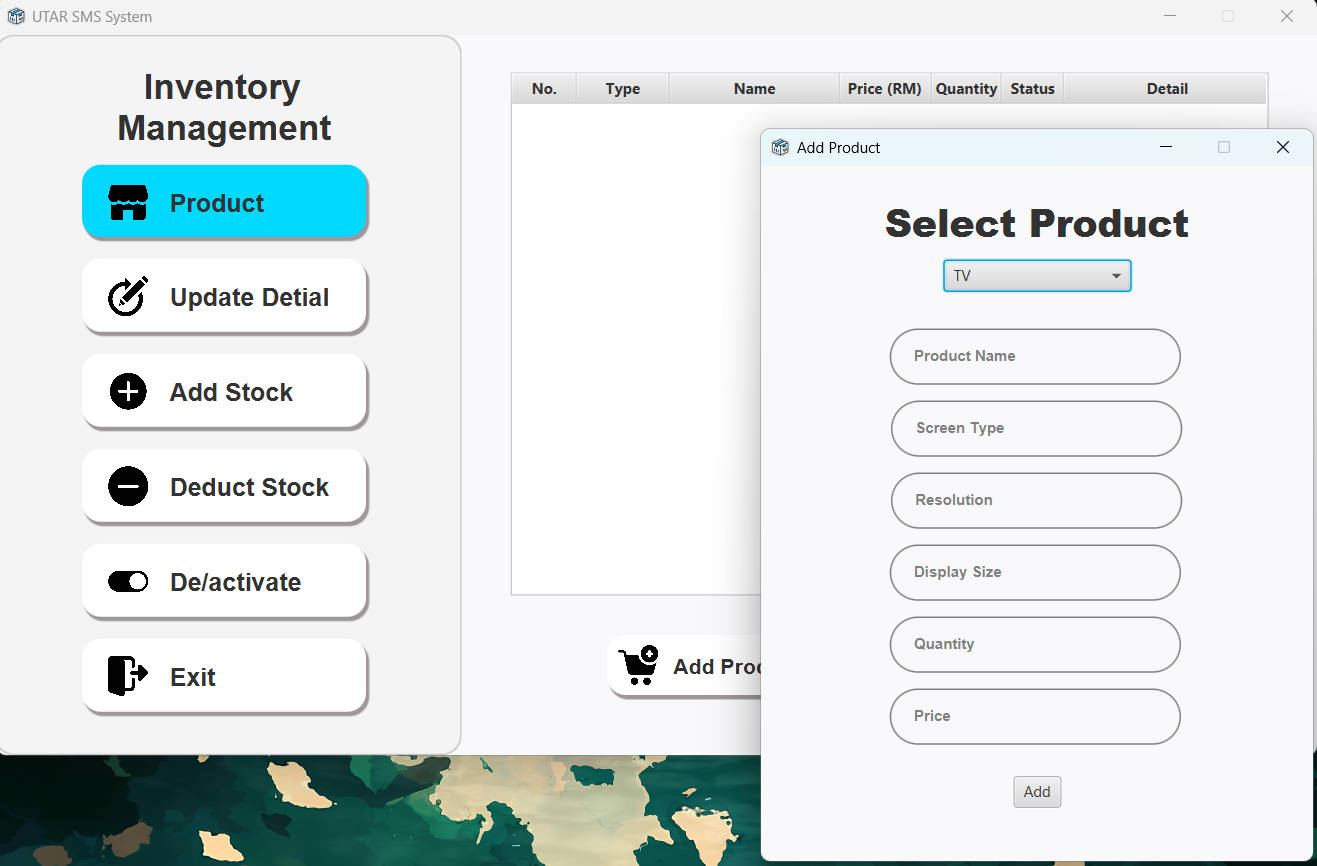 UTAR SMS System
Inventory
Management
Product
Update Detial
Add Stock
Deduct Stock
De/activate
Exit
No. Type Name Price (RM) Quantity Status Detail
Add Proc
Add Product
Select Product
TV
Product Name
Screen Type
Resolution
Display Size
Quantity
Price
Add